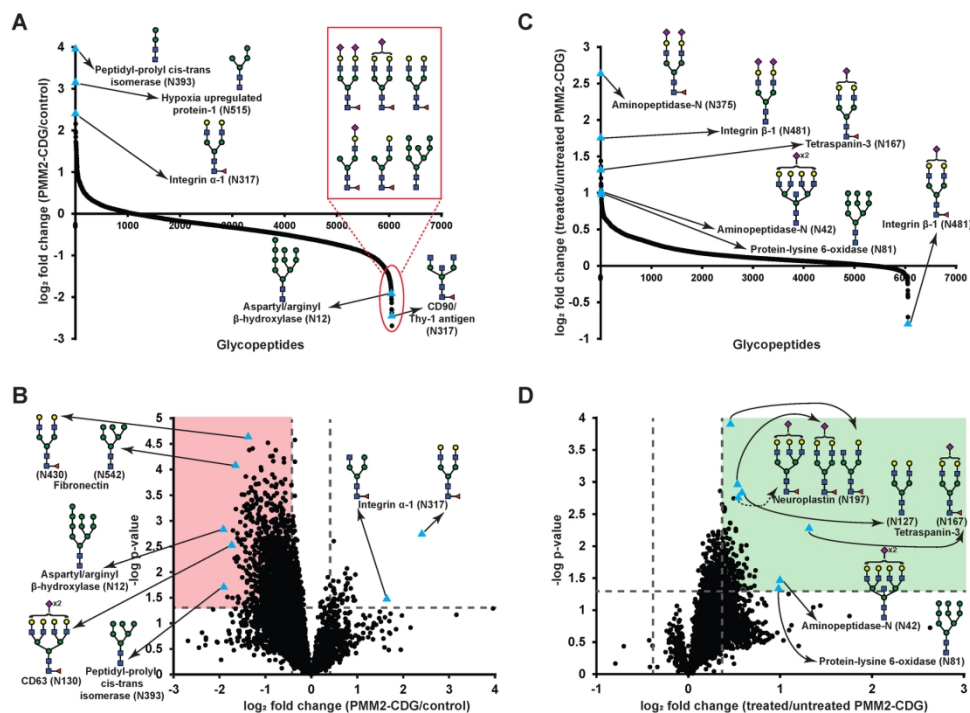 A
4
3
2
1
0
-1
-2
-3
log₂ fold change (PMM2-CDG/control)
Peptidyl-prolyl cis-trans
isomerase (N393)
Hypoxia upregulated
protein-1 (N515)
Integrin α-1 (N317)
0
1000
2000
3000
4000
5000
6000
7000
Aspartyl/arginyl
β-hydroxylase (N12)
CD90/
Thy-1 antigen
(N317)
Glycopeptides
C
3
2.5
2
1.5
1
0.5
0
-0.5
-1
log₂ fold change (treated/untreated PMM2-CDG)
Aminopeptidase-N (N375)
Integrin β-1 (N481)
Tetraspanin-3 (N167)
x2
Aminopeptidase-N (N42)
Protein-lysine 6-oxidase (N81)
Integrin β-1
(N481)
0
1000
2000
3000
4000
5000
6000
7000
Glycopeptides
B
5
4.5
4
3.5
3
2.5
2
1.5
1
0.5
0
-log p-value
(N430)
(N542)
Fibronectin
Integrin α-1 (N317)
Aspartyl/arginyl
β-hydroxylase (N12)
x2
CD63 (N130)
Peptidyl-prolyl
cis-trans
isomerase (N393)
-3
-2
-1
0
1
2
3
4
log₂ fold change (PMM2-CDG/control)
D
4
3.5
3
2.5
2
1.5
1
0.5
0
-log p-value
Neuroplastin (N197)
(N127)
(N167)
Tetraspanin-3
x2
Aminopeptidase-N (N42)
Protein-lysine 6-oxidase (N81)
-1
0
1
2
3
log₂ fold change (treated/untreated PMM2-CDG)